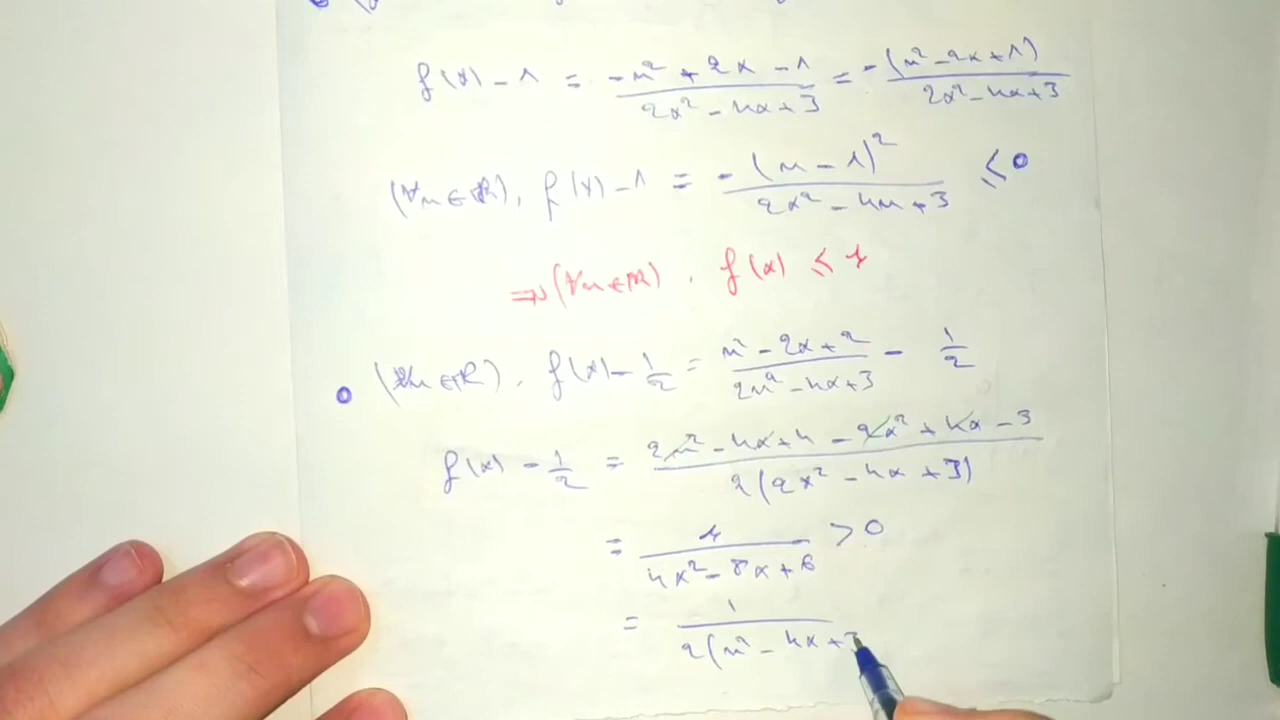 f(x) - 1 = (-x² + 2x - 1)/(2x² - 4x + 3) = -(x² - 2x + 1)/(2x² - 4x + 3)
(∀x∈ℝ), f(x) - 1 = -(x - 1)²/(2x² - 4x + 3) ≤ 0
⇒ (∀x∈ℝ), f(x) ≤ 1
• (∀x∈ℝ), f(x) - 1/2 = (x² - 2x + 2)/(2x² - 4x + 3) - 1/2
f(x) - 1/2 = (2x² - 4x + 4 - 2x² + 4x - 3)/(2(2x² - 4x + 3))
= 1/(4x² - 8x + 6) > 0
= 1/(2(x² - 4x + 3